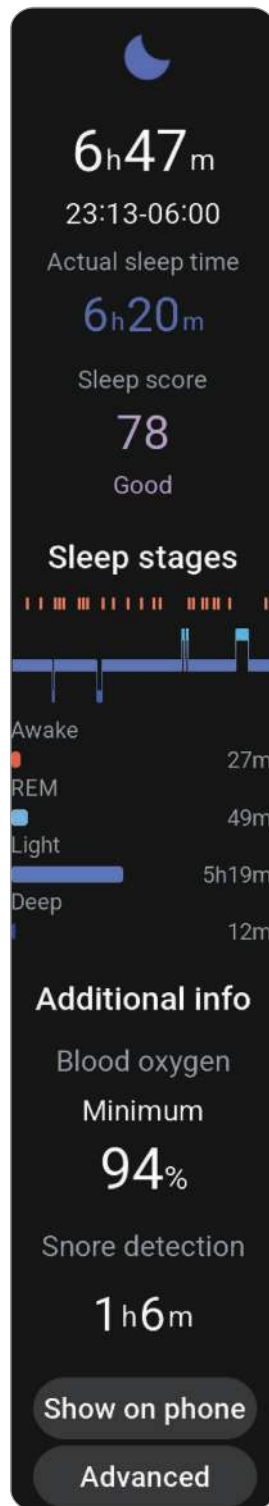 6h47m
23:13-06:00
Actual sleep time
6h20m
Sleep score
78
Good
Sleep stages
Awake
27m
REM
49m
Light
5h19m
Deep
12m
Additional info
Blood oxygen
Minimum
94%
Snore detection
1h6m
Show on phone
Advanced